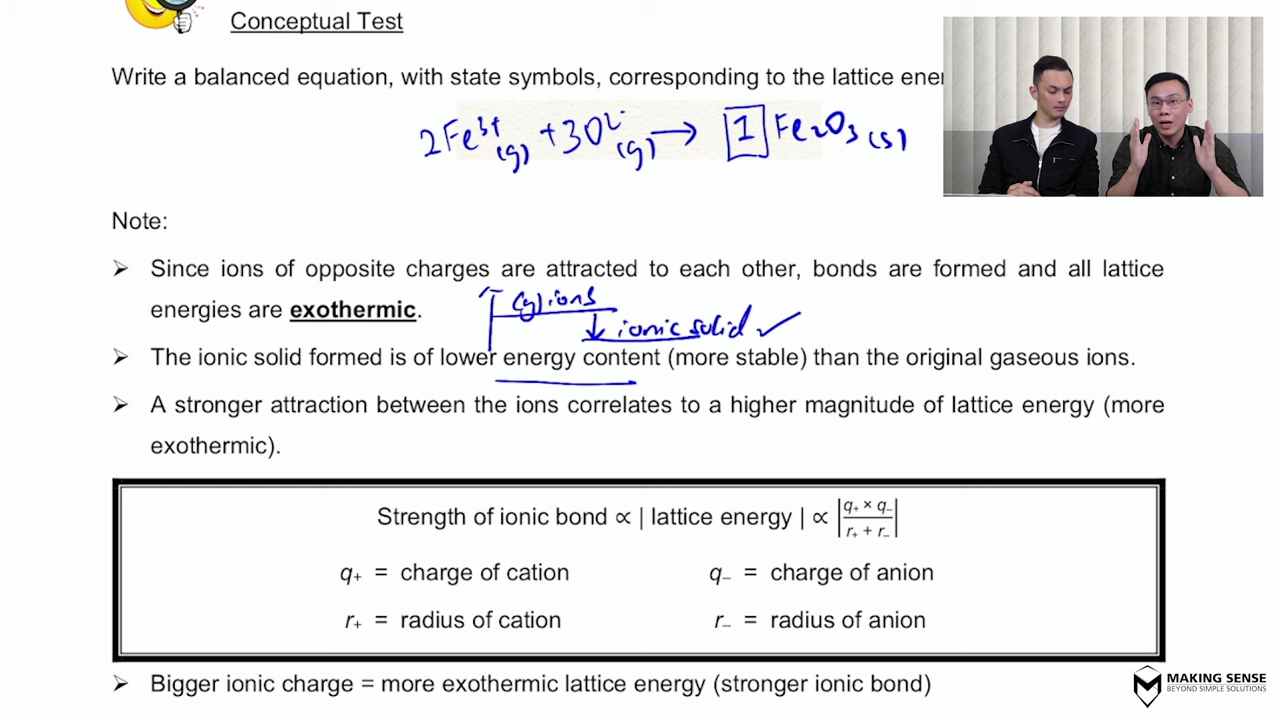 Conceptual Test
Write a balanced equation, with state symbols, corresponding to the lattice
2Fe³⁺(g) + 3O²⁻(g) → 1 Fe₂O₃(s)
Note:
➢ Since ions of opposite charges are attracted to each other, bonds are formed and all lattice
energies are exothermic.
(g) ions
↓ ionic solid ✓
➢ The ionic solid formed is of lower energy content (more stable) than the original gaseous ions.
➢ A stronger attraction between the ions correlates to a higher magnitude of lattice energy (more
exothermic).
Strength of ionic bond ∝ | lattice energy | ∝ |(q₊ × q₋)/(r₊ + r₋)|
q₊ = charge of cation q₋ = charge of anion
r₊ = radius of cation r₋ = radius of anion
➢ Bigger ionic charge = more exothermic lattice energy (stronger ionic bond)
MAKING SENSE
BEYOND SIMPLE SOLUTIONS